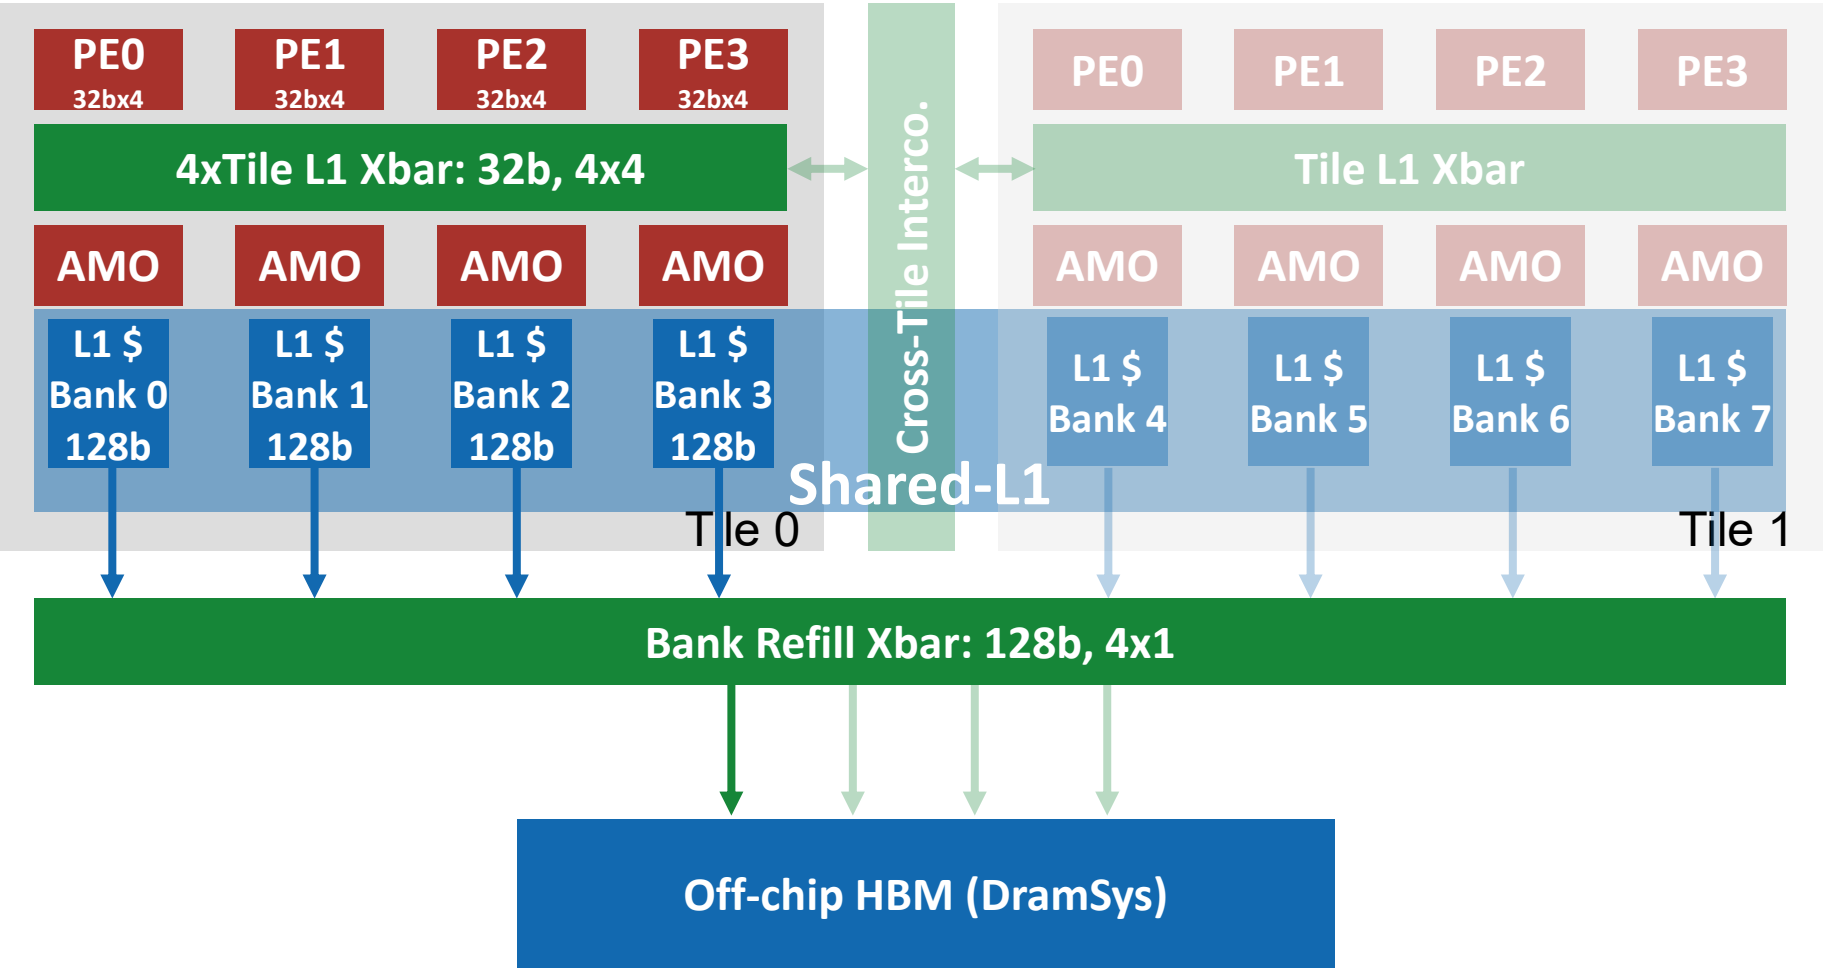 PE0
32bx4
PE1
32bx4
PE2
32bx4
PE3
32bx4
4xTile L1 Xbar: 32b, 4x4
AMO
AMO
AMO
AMO
L1 $
Bank 0
128b
L1 $
Bank 1
128b
L1 $
Bank 2
128b
L1 $
Bank 3
128b
Tile 0
Cross-Tile Interco.
PE0
PE1
PE2
PE3
Tile L1 Xbar
AMO
AMO
AMO
AMO
L1 $
Bank 4
L1 $
Bank 5
L1 $
Bank 6
L1 $
Bank 7
Shared-L1
Tile 1
Bank Refill Xbar: 128b, 4x1
Off-chip HBM (DramSys)